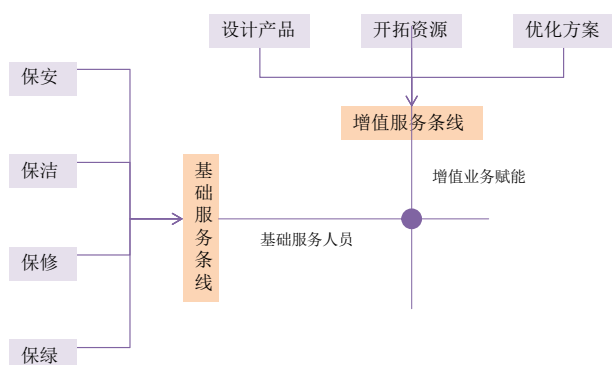 设计产品
开拓资源
优化方案
保安
增值服务条线
保洁
基础服务条线
增值业务赋能
基础服务人员
保修
保绿